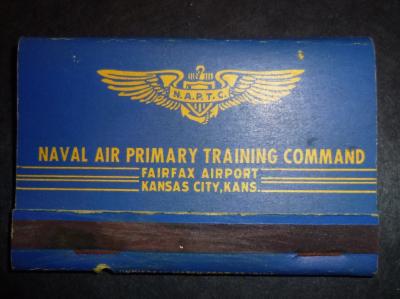 N.A.P.T.C.
NAVAL AIR PRIMARY TRAINING COMMAND
FAIRFAX AIRPORT
KANSAS CITY, KANS.